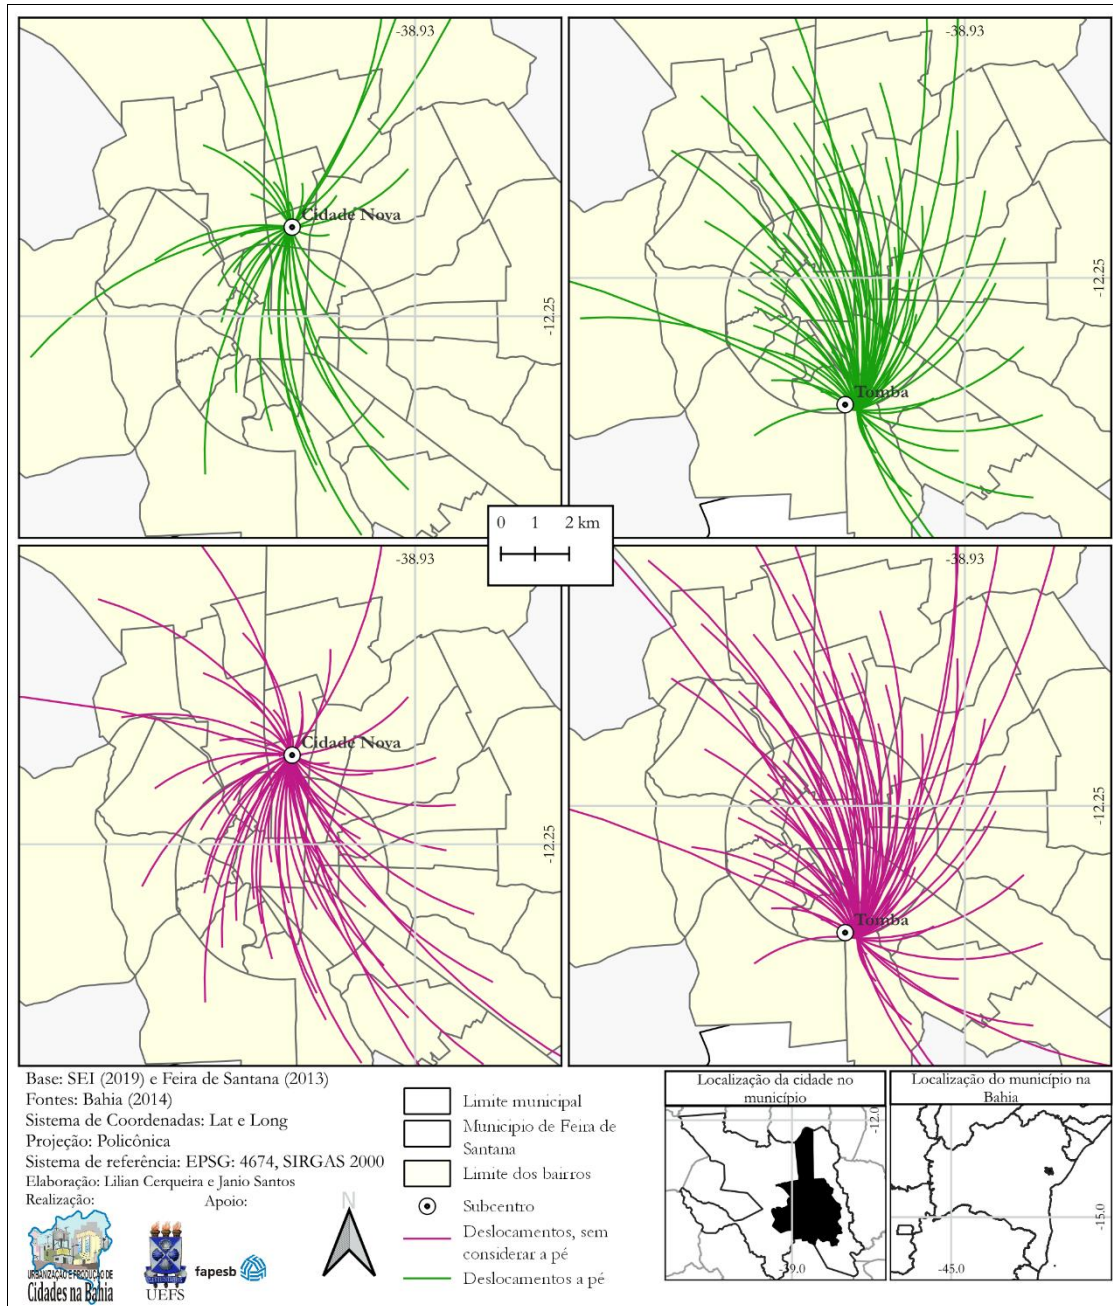 -38.93
-38.93
Cidade Nova
-12.25
-12.25
Tomba
0 1 2 km
-38.93
-38.93
Cidade Nova
-12.25
-12.25
Tomba
Base: SEI (2019) e Feira de Santana (2013)
Fontes: Bahia (2014)
Sistema de Coordenadas: Lat e Long
Projeção: Policônica
Sistema de referência: EPSG: 4674, SIRGAS 2000
Elaboração: Lilian Cerqueira e Janio Santos
Realização:
Apoio:
URBANIZAÇÃO E PRODUÇÃO DE
Cidades na Bahia
UEFS
fapesb
N
Limite municipal
Municipio de Feira de
Santana
Limite dos bairros
Subcentro
Deslocamentos, sem
considerar a pé
Deslocamentos a pé
Localização da cidade no
município
-12.0
-39.0
Localização do município na
Bahia
-15.0
-45.0